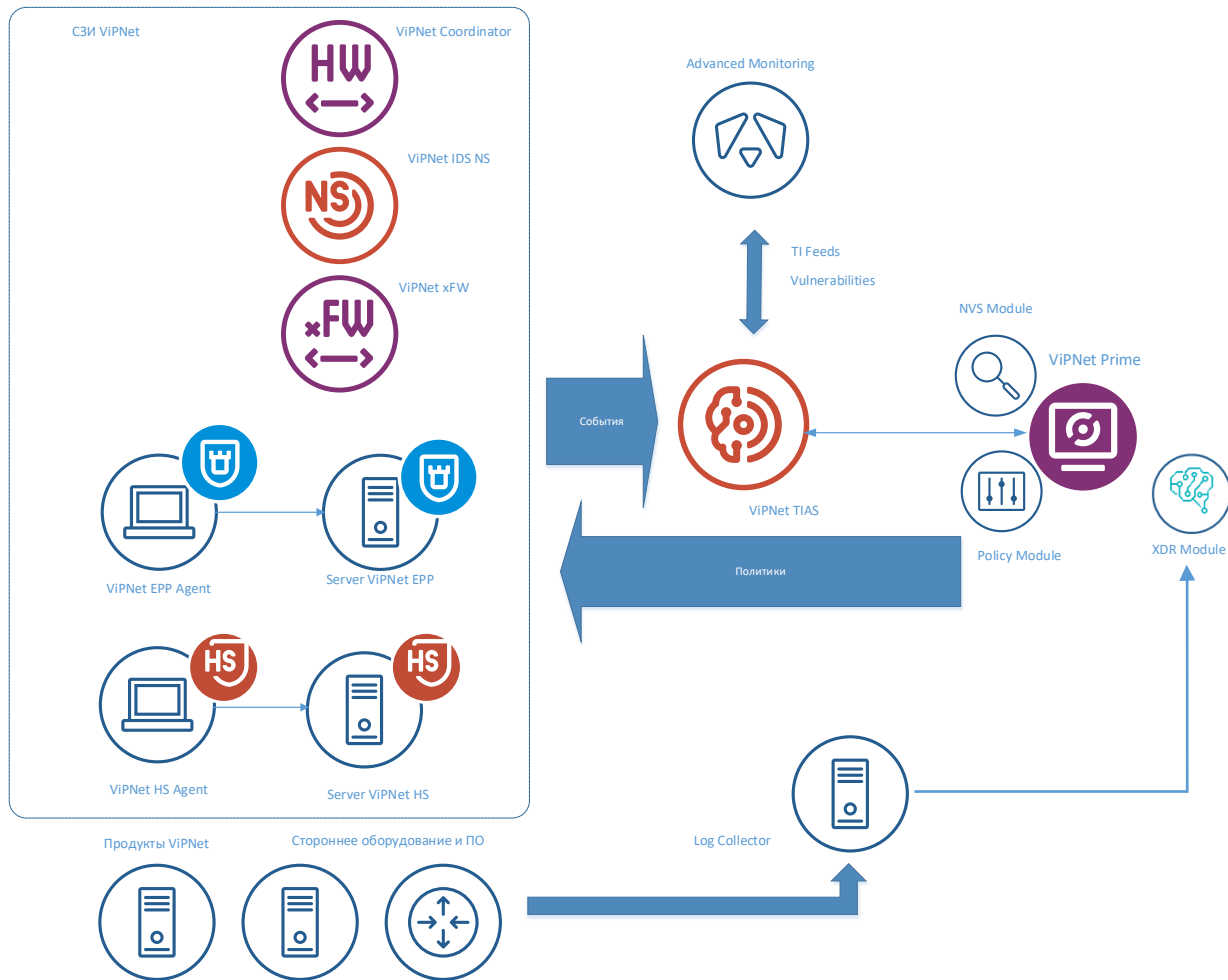 СЗИ ViPNet
ViPNet Coordinator
HW
ViPNet IDS NS
NS
ViPNet xFW
xFW
ViPNet EPP Agent
Server ViPNet EPP
HS
HS
ViPNet HS Agent
Server ViPNet HS
Продукты ViPNet
Стороннее оборудование и ПО
Advanced Monitoring
TI Feeds
Vulnerabilities
NVS Module
ViPNet Prime
События
ViPNet TIAS
Policy Module
XDR Module
Политики
Log Collector